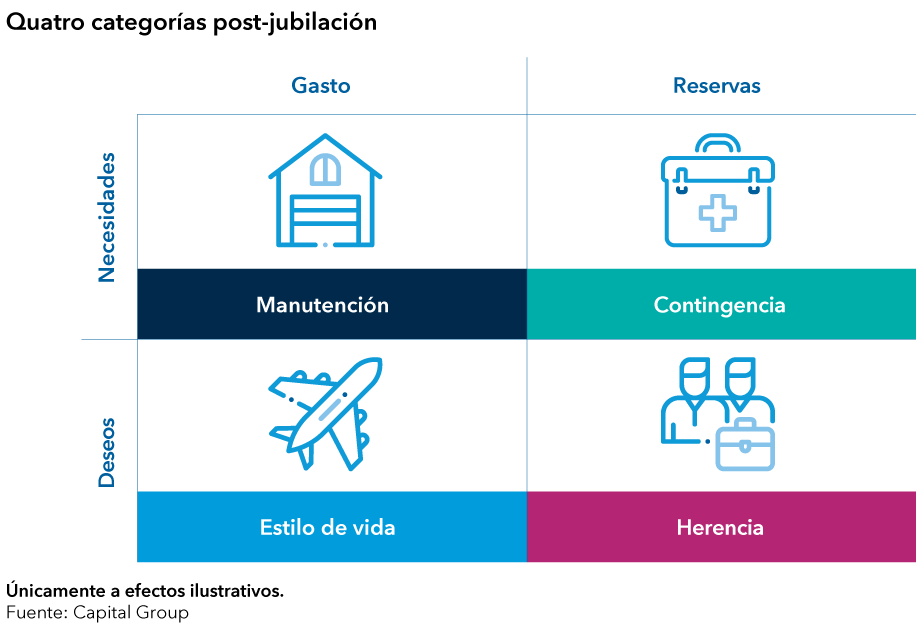 Quatro categorías post-jubilación
Gasto
Reservas
Necesidades
Manutención
Contingencia
Deseos
Estilo de vida
Herencia
Únicamente a efectos ilustrativos.
Fuente: Capital Group